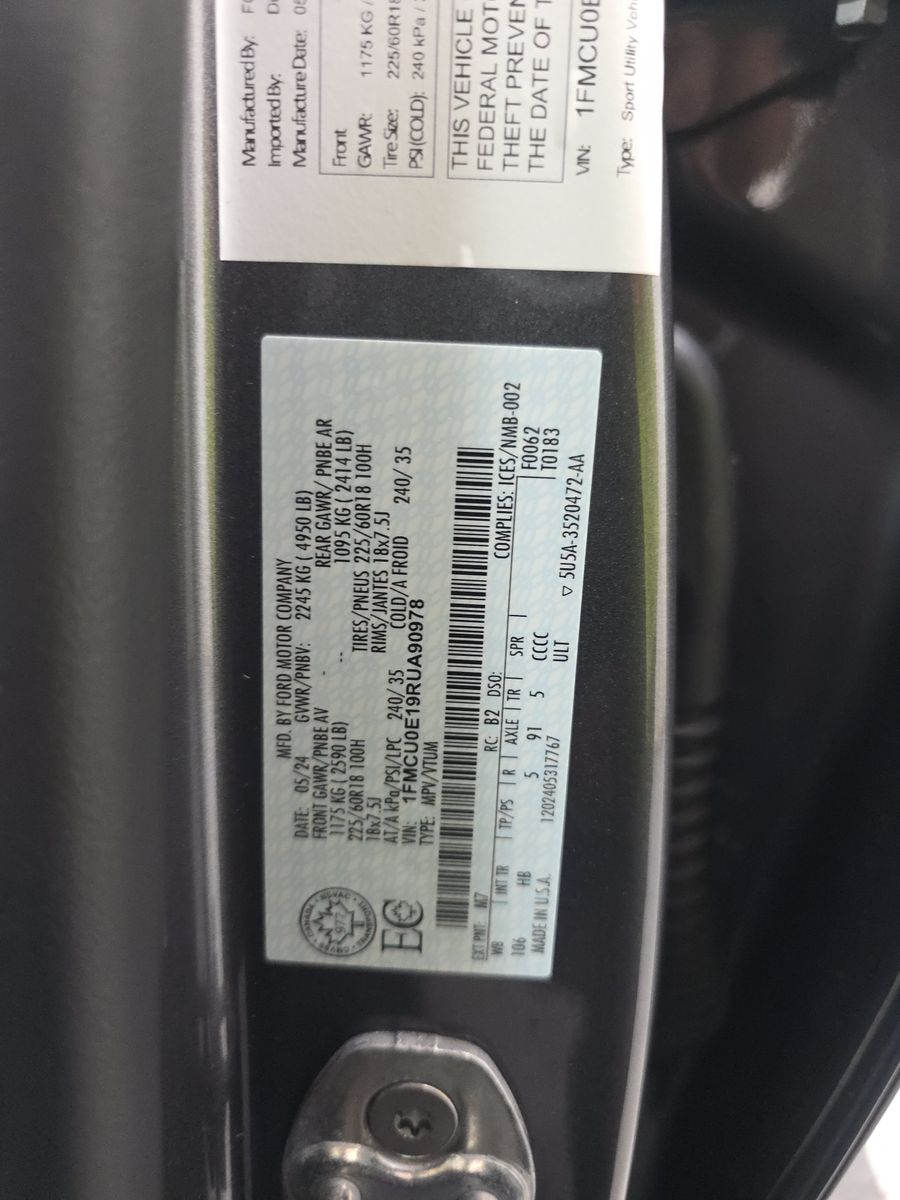 Manufactured By: FO
Imported By: D
Manufacture Date: 05
Front
GAWR: 1175 KG /
Tire Size: 225/60R18
PSI(COLD): 240 kPa /
THIS VEHICLE
FEDERAL MOTO
THEFT PREVEN
THE DATE OF T
VIN: 1FMCU0E
Type: Sport Utility Vehi
MFD. BY FORD MOTOR COMPANY
DATE: 05/24 GVWR/PNBV: 2245 KG ( 4950 LB)
FRONT GAWR/PNBE AV - REAR GAWR/ PNBE AR
1175 KG ( 2590 LB) -- 1095 KG ( 2414 LB)
225/60R18 100H TIRES/PNEUS 225/60R18 100H
18x7.5J RIMS/JANTES 18x7.5J
AT/A kPa/PSI/LPC 240/ 35 COLD/A FROID 240/ 35
VIN: 1FMCU0E19RUA90978
TYPE: MPV/VTUM
EC
EXT PNT: M7 RC: B2 DSO: COMPLIES: ICES/NMB-002
WB | INT TR | TP/PS | R | AXLE | TR | SPR | F0062
106 HB 5 91 5 CCCC T0183
MADE IN U.S.A. 1202405317767 ULT ▽ 5U5A-3520472-AA